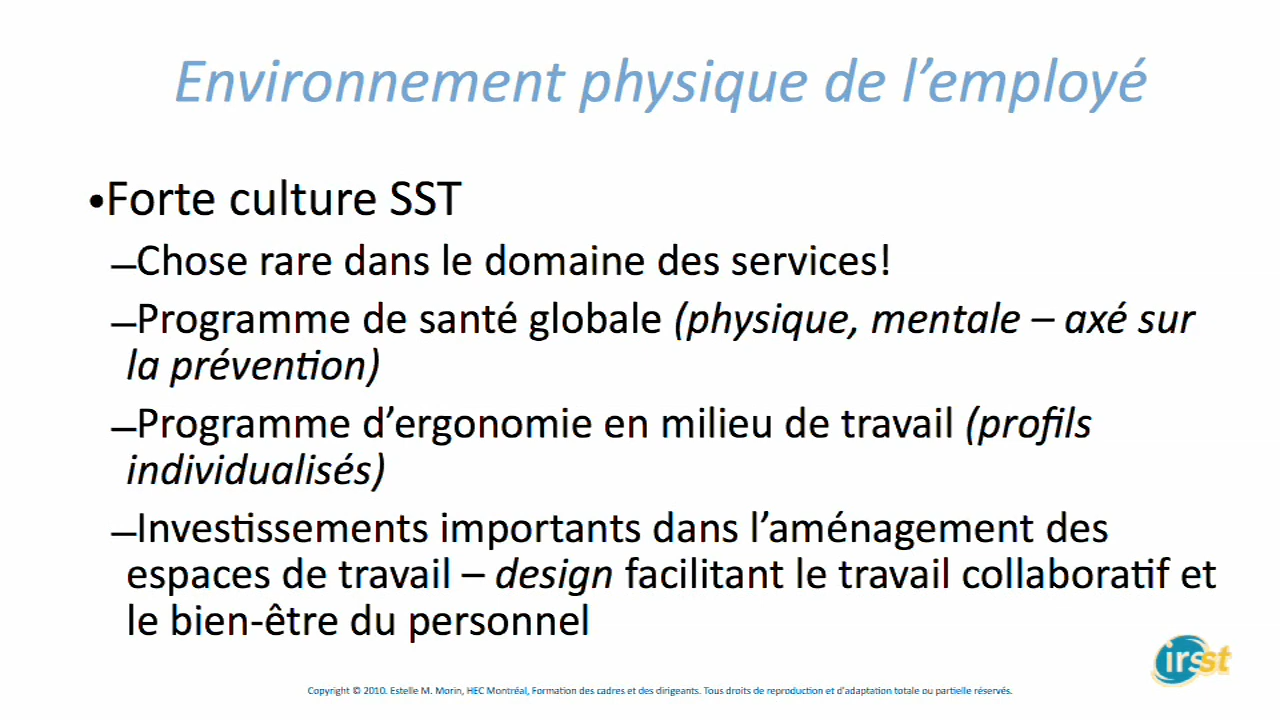 Environnement physique de l’employé
•Forte culture SST
–Chose rare dans le domaine des services!
–Programme de santé globale (physique, mentale – axé sur
la prévention)
–Programme d’ergonomie en milieu de travail (profils
individualisés)
–Investissements importants dans l’aménagement des
espaces de travail – design facilitant le travail collaboratif et
le bien-être du personnel
irsst
Copyright © 2010. Estelle M. Morin, HEC Montréal, Formation des cadres et des dirigeants. Tous droits de reproduction et d'adaptation totale ou partielle réservés.